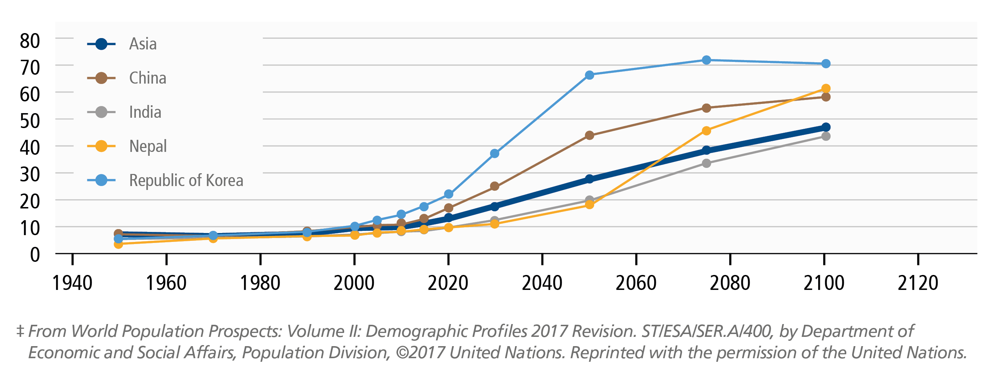 80
70
60
50
40
30
20
10
0
Asia
China
India
Nepal
Republic of Korea
1940 1960 1980 2000 2020 2040 2060 2080 2100 2120
‡ From World Population Prospects: Volume II: Demographic Profiles 2017 Revision. ST/ESA/SER.A/400, by Department of
Economic and Social Affairs, Population Division, ©2017 United Nations. Reprinted with the permission of the United Nations.